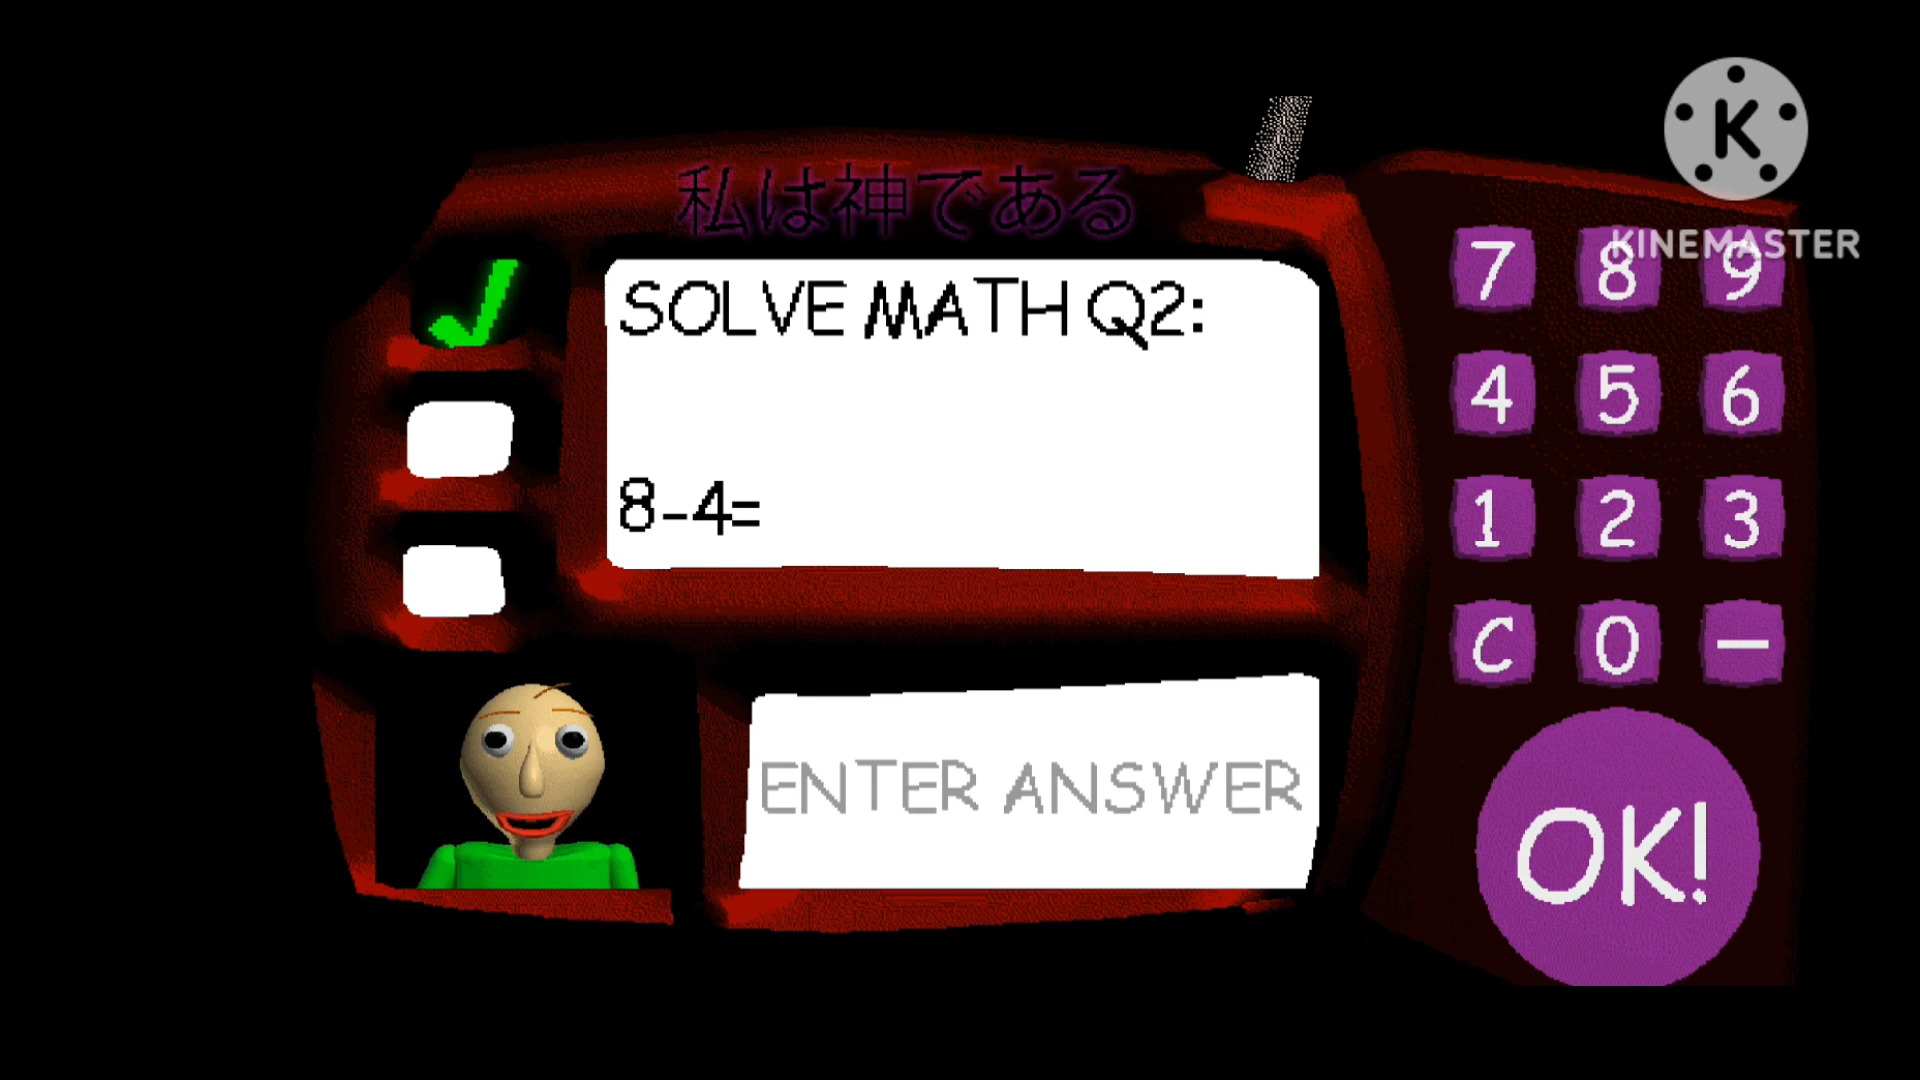 私は神である
SOLVE MATH Q2:
8-4=
ENTER ANSWER
K
KINEMASTER
7 8 9
4 5 6
1 2 3
C 0 -
OK!